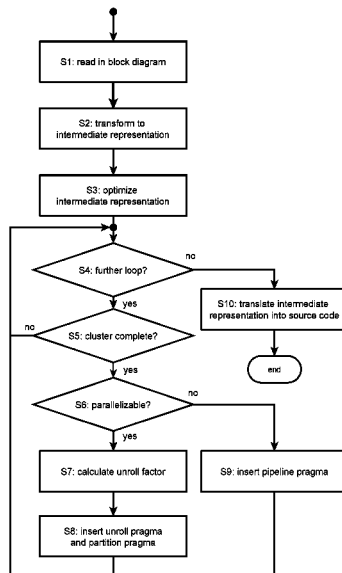 S1: read in block diagram
S2: transform to
intermediate representation
S3: optimize
intermediate representation
S4: further loop?
no
yes
S10: translate intermediate
representation into source code
no
S5: cluster complete?
end
yes
S6: parallelizable?
no
yes
S7: calculate unroll factor
S9: insert pipeline pragma
S8: insert unroll pragma
and partition pragma